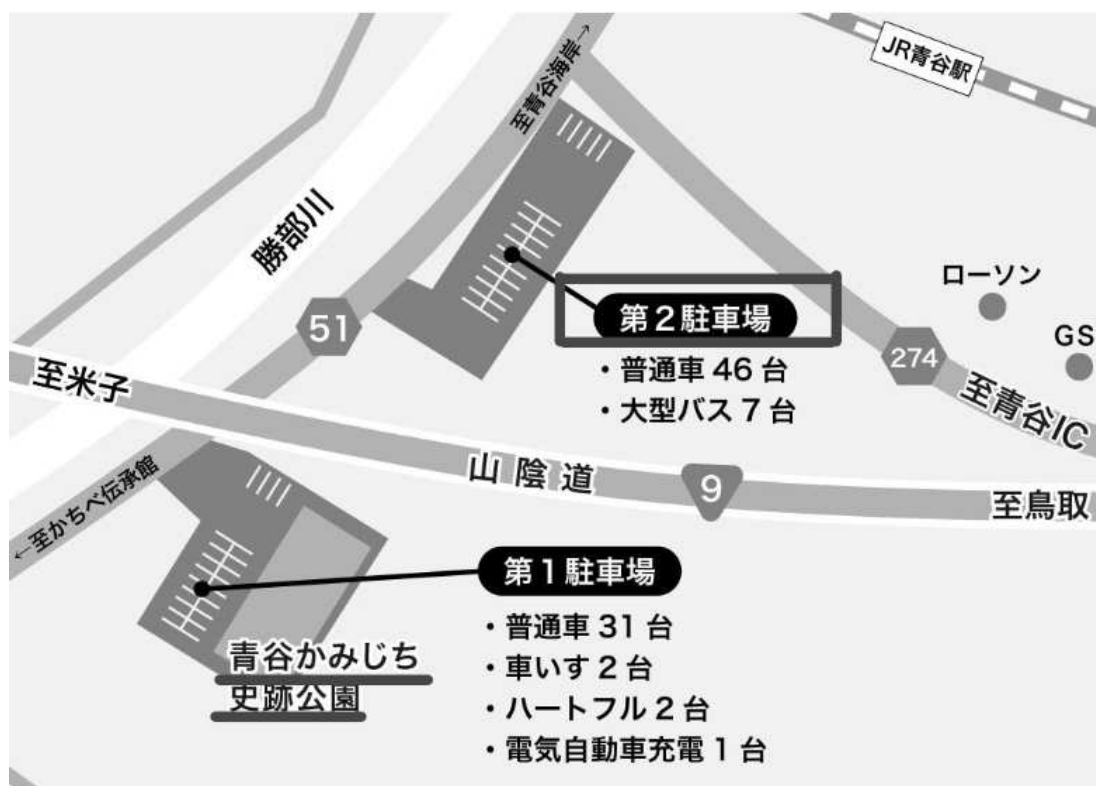 JR青谷駅
至青谷海岸→
勝部川
ローソン
GS
第2駐車場
・普通車 46 台
・大型バス 7 台
51
274
至青谷IC
至米子
山陰道
9
至鳥取
←至かちべ伝承館
第1駐車場
・普通車 31 台
・車いす 2 台
・ハートフル 2 台
・電気自動車充電 1 台
青谷かみじち
史跡公園